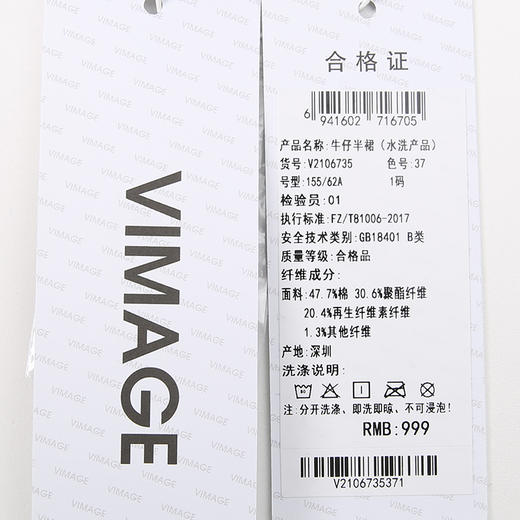 VIMAGE
合格证
6 941602 716705
产品名称: 牛仔半裙（水洗产品）
货号: V2106735 色号: 37
号型: 155/62A 1码
检验员: 01
执行标准: FZ/T81006-2017
安全技术类别: GB18401 B类
质量等级: 合格品
纤维成分:
面料: 47.7%棉 30.6%聚酯纤维
20.4%再生纤维素纤维
1.3%其他纤维
产地: 深圳
洗涤说明:
注: 分开洗涤、即洗即晾、不可浸泡!
RMB: 999
V2106735371